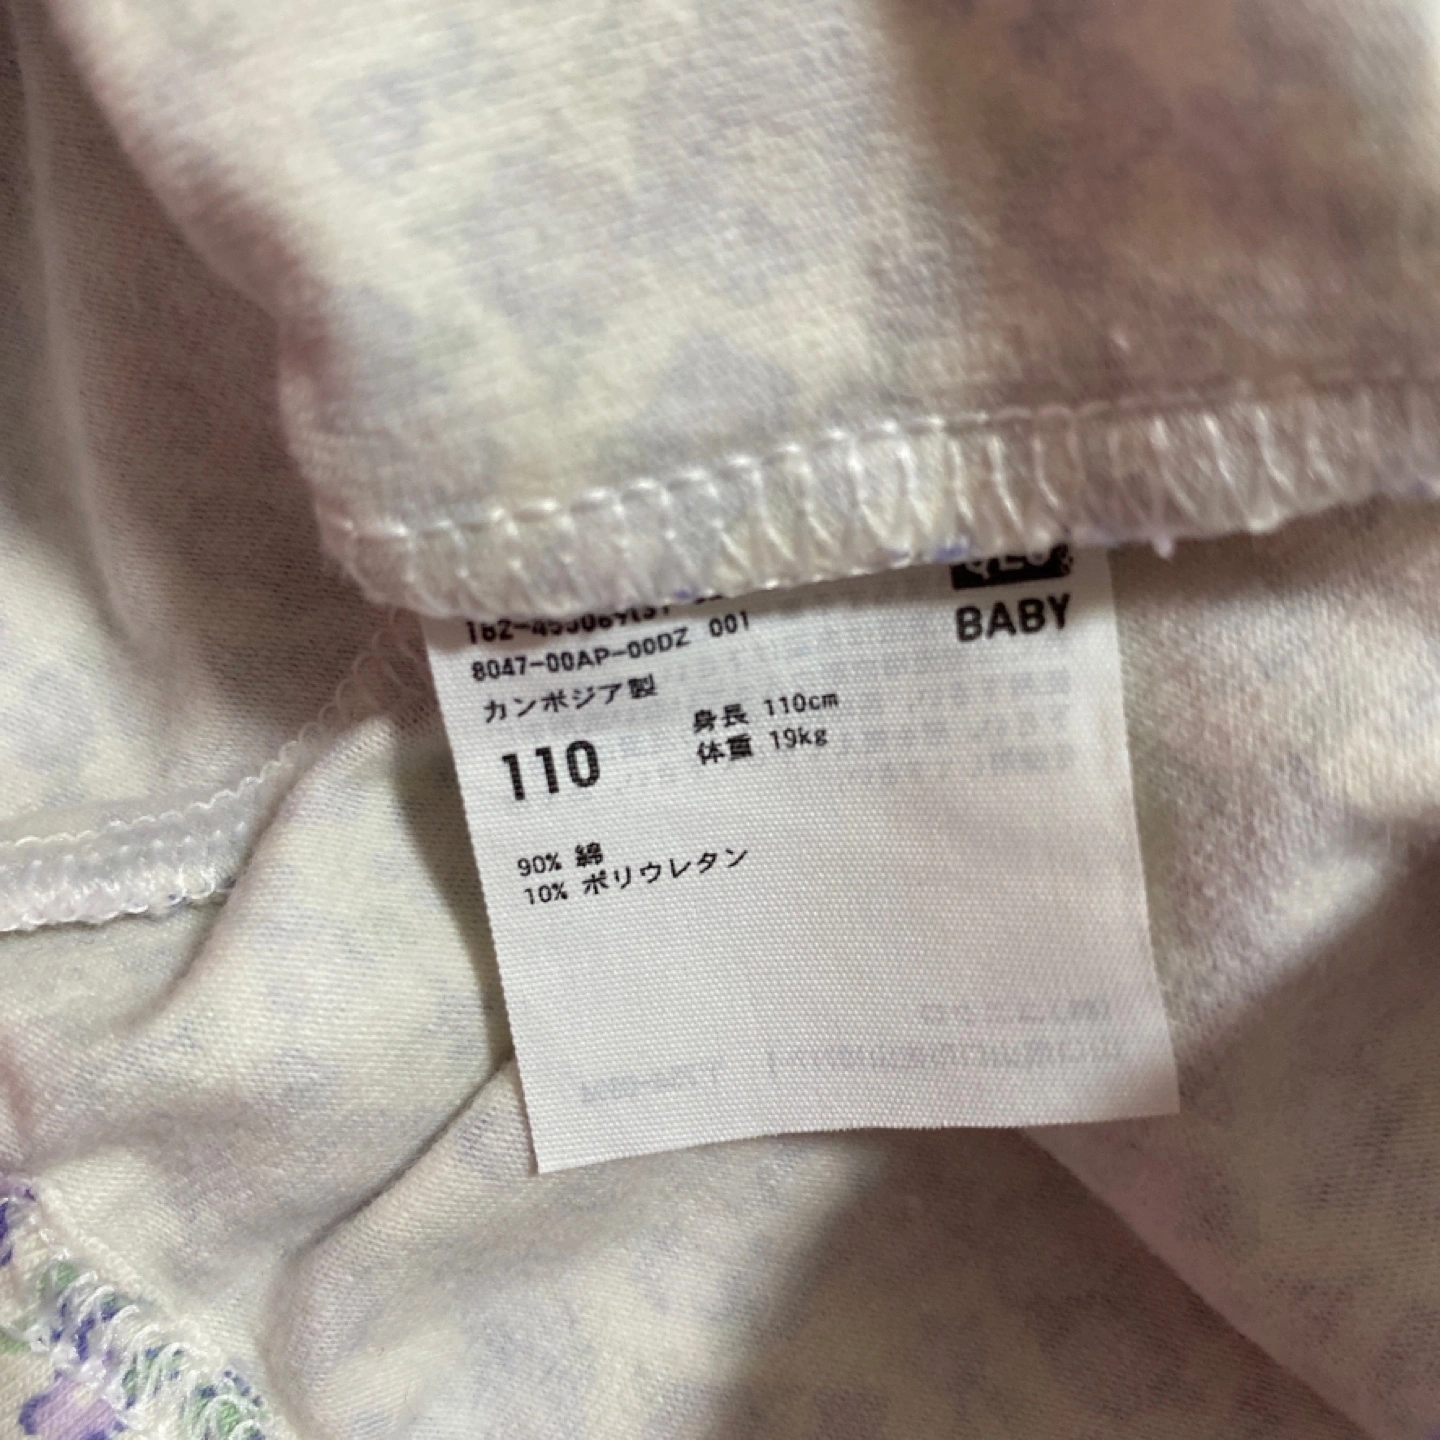 BABY
8047-00AP-00DZ 001
カンボジア製
110
身長 110cm
体重 19kg
90% 綿
10% ポリウレタン